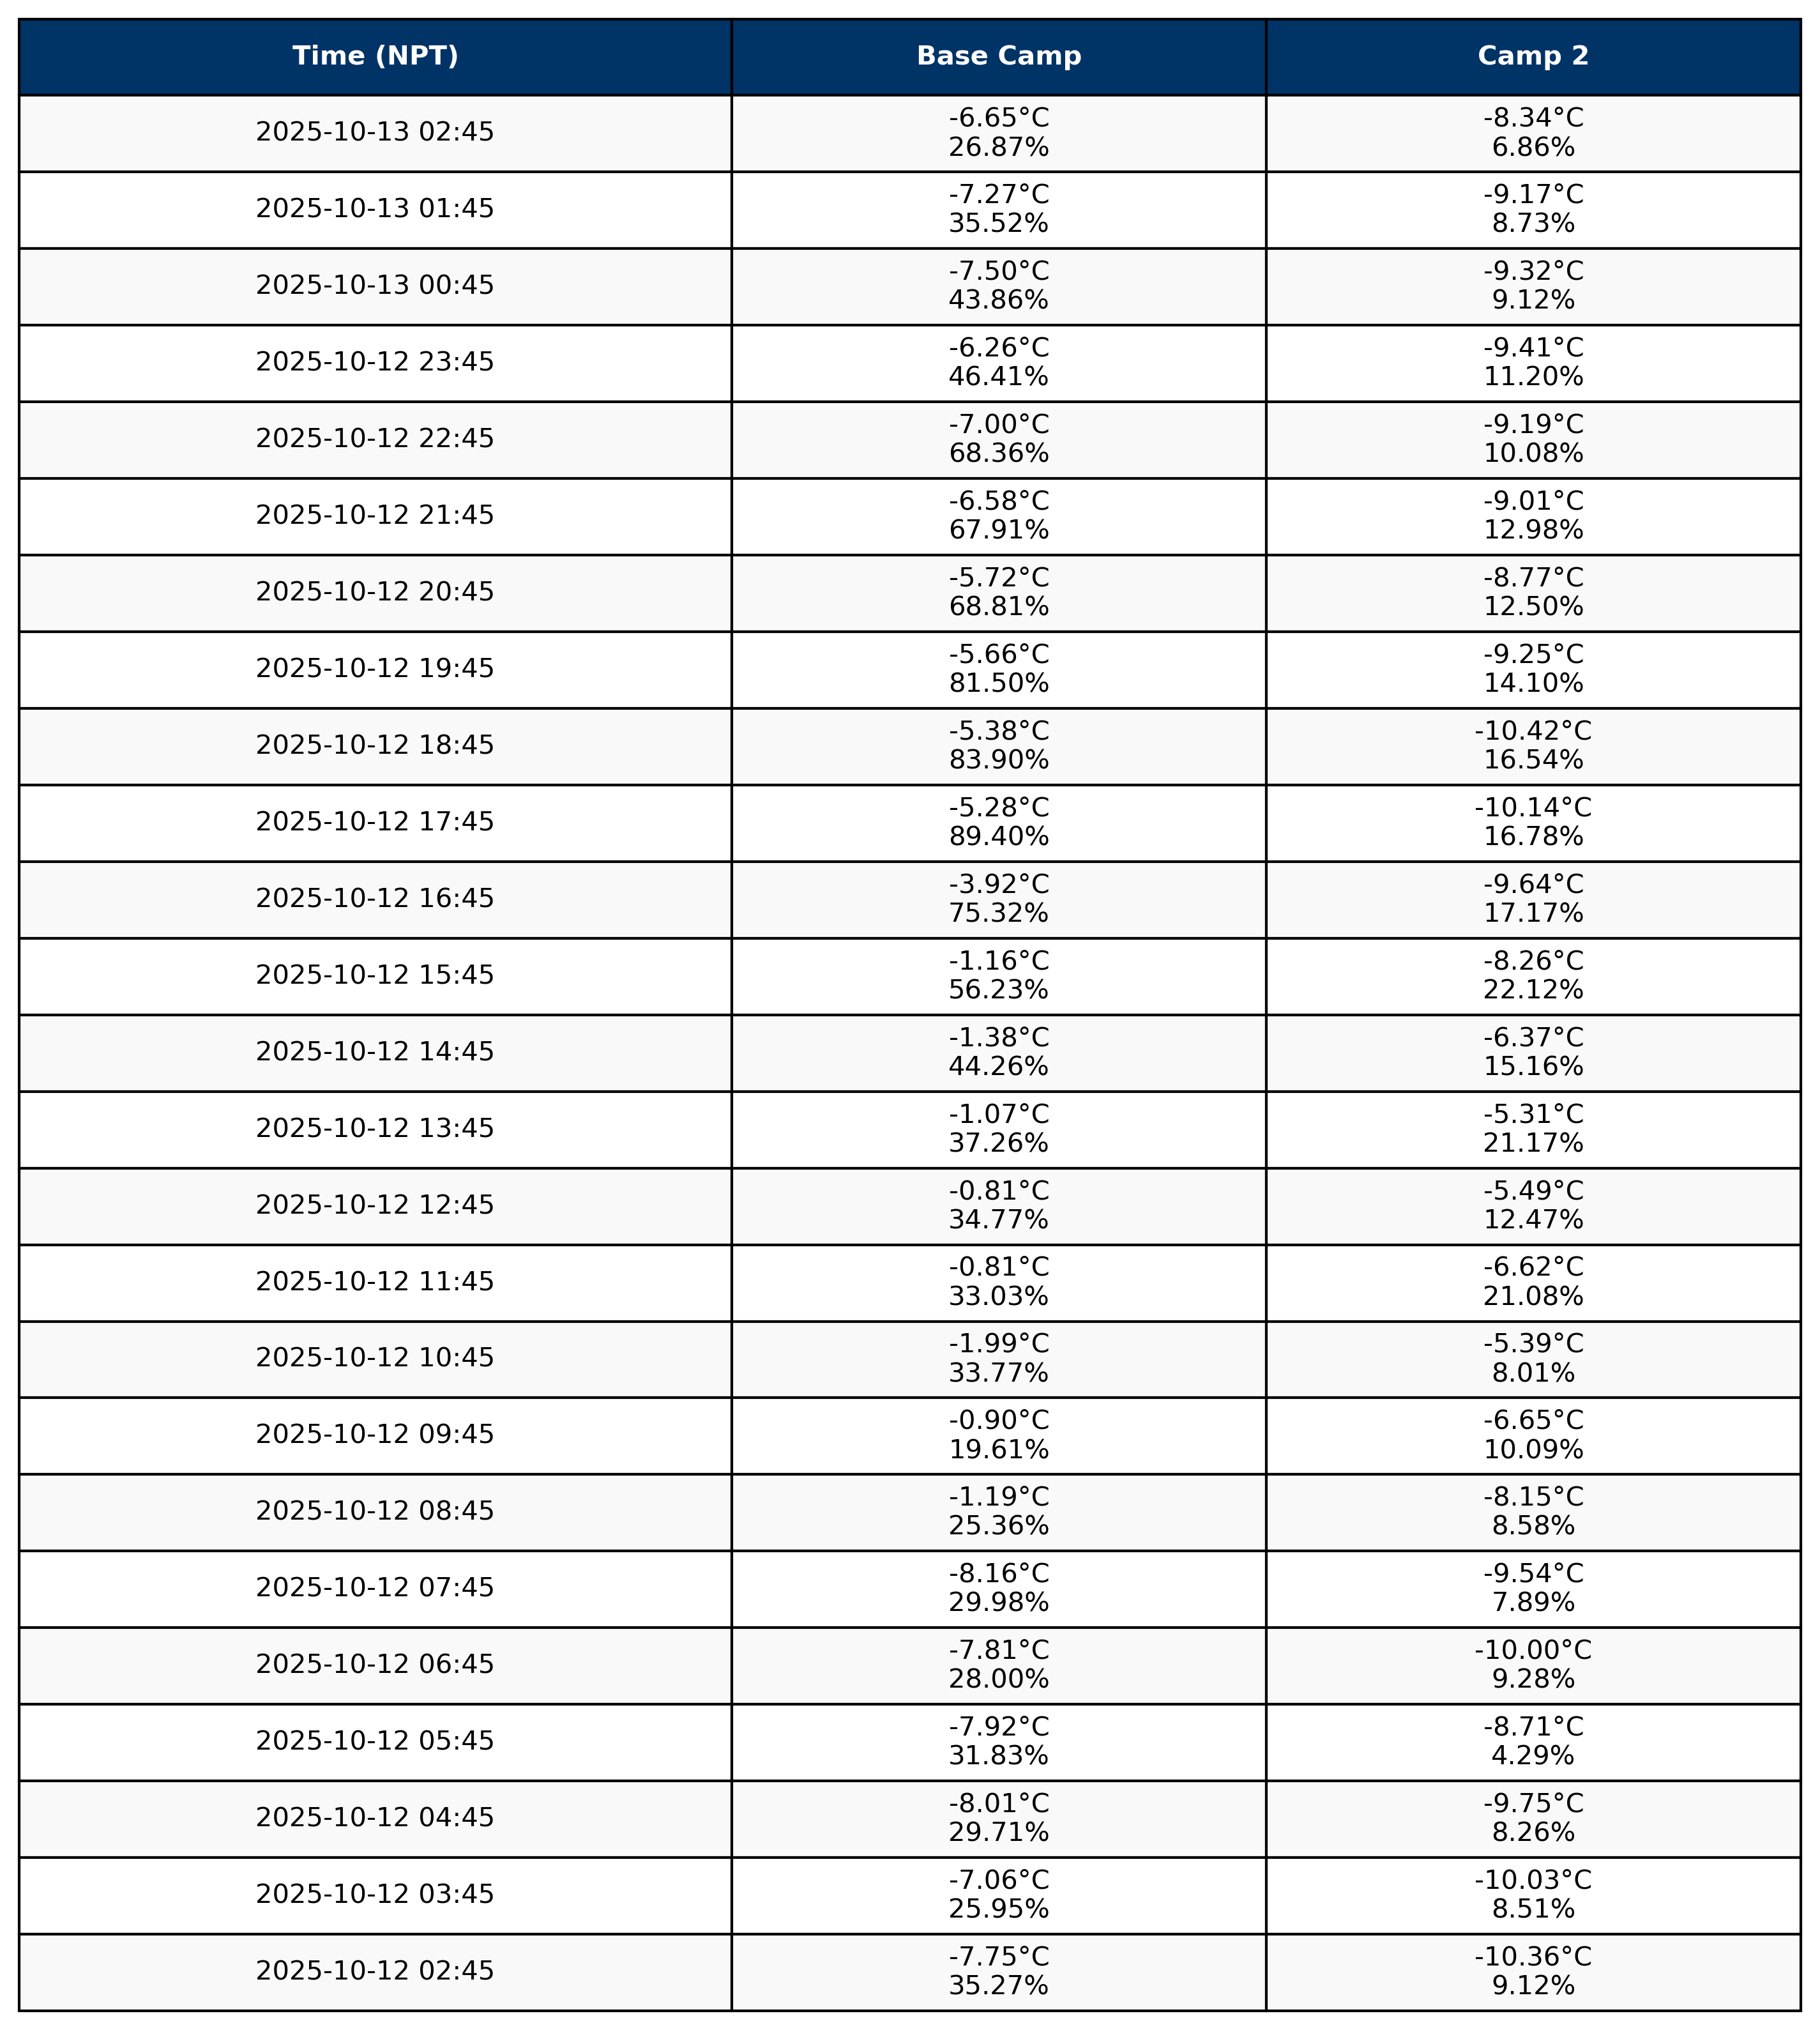 Time (NPT) Base Camp Camp 2
2025-10-13 02:45 -6.65°C -8.34°C
26.87% 6.86%
2025-10-13 01:45 -7.27°C -9.17°C
35.52% 8.73%
2025-10-13 00:45 -7.50°C -9.32°C
43.86% 9.12%
2025-10-12 23:45 -6.26°C -9.41°C
46.41% 11.20%
2025-10-12 22:45 -7.00°C -9.19°C
68.36% 10.08%
2025-10-12 21:45 -6.58°C -9.01°C
67.91% 12.98%
2025-10-12 20:45 -5.72°C -8.77°C
68.81% 12.50%
2025-10-12 19:45 -5.66°C -9.25°C
81.50% 14.10%
2025-10-12 18:45 -5.38°C -10.42°C
83.90% 16.54%
2025-10-12 17:45 -5.28°C -10.14°C
89.40% 16.78%
2025-10-12 16:45 -3.92°C -9.64°C
75.32% 17.17%
2025-10-12 15:45 -1.16°C -8.26°C
56.23% 22.12%
2025-10-12 14:45 -1.38°C -6.37°C
44.26% 15.16%
2025-10-12 13:45 -1.07°C -5.31°C
37.26% 21.17%
2025-10-12 12:45 -0.81°C -5.49°C
34.77% 12.47%
2025-10-12 11:45 -0.81°C -6.62°C
33.03% 21.08%
2025-10-12 10:45 -1.99°C -5.39°C
33.77% 8.01%
2025-10-12 09:45 -0.90°C -6.65°C
19.61% 10.09%
2025-10-12 08:45 -1.19°C -8.15°C
25.36% 8.58%
2025-10-12 07:45 -8.16°C -9.54°C
29.98% 7.89%
2025-10-12 06:45 -7.81°C -10.00°C
28.00% 9.28%
2025-10-12 05:45 -7.92°C -8.71°C
31.83% 4.29%
2025-10-12 04:45 -8.01°C -9.75°C
29.71% 8.26%
2025-10-12 03:45 -7.06°C -10.03°C
25.95% 8.51%
2025-10-12 02:45 -7.75°C -10.36°C
35.27% 9.12%